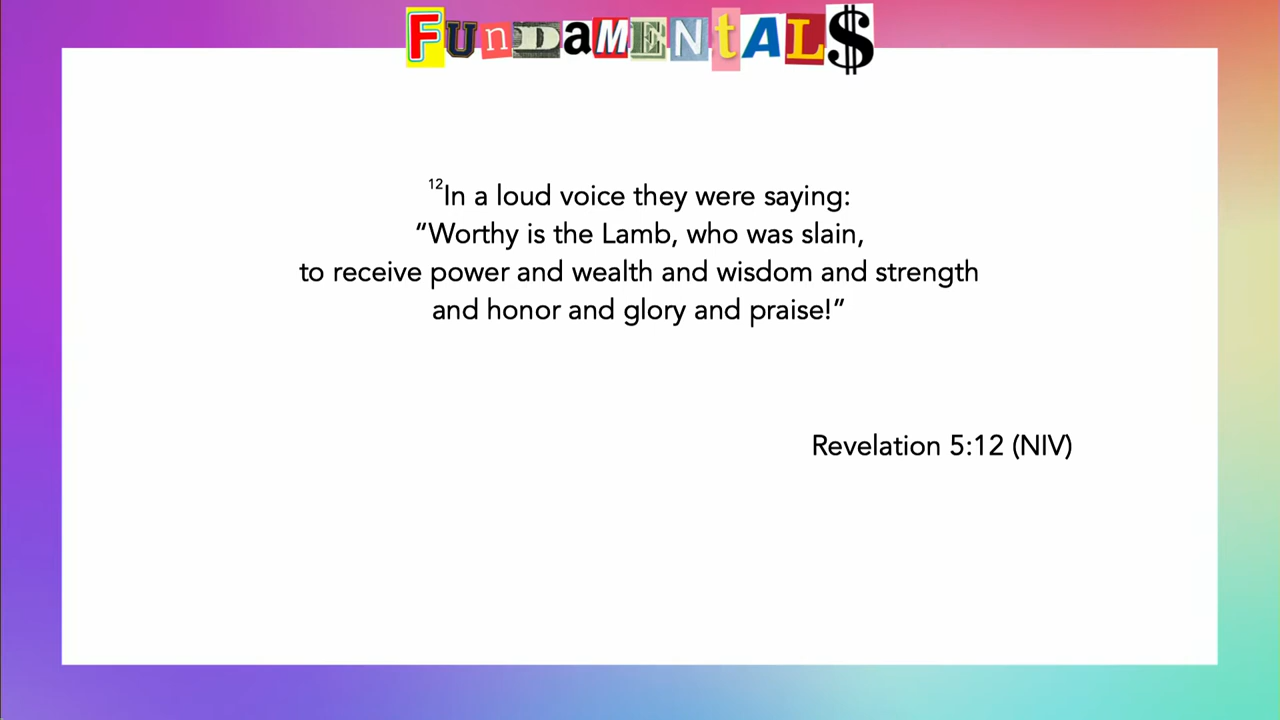 FUnDaMENtALS
¹²In a loud voice they were saying:
“Worthy is the Lamb, who was slain,
to receive power and wealth and wisdom and strength
and honor and glory and praise!”
Revelation 5:12 (NIV)